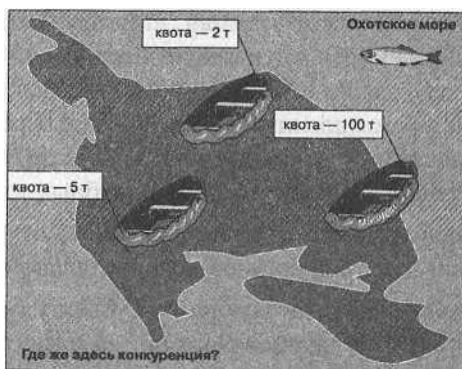 Охотское море
квота — 2 т
квота — 100 т
квота — 5 т
Где же здесь конкуренция?